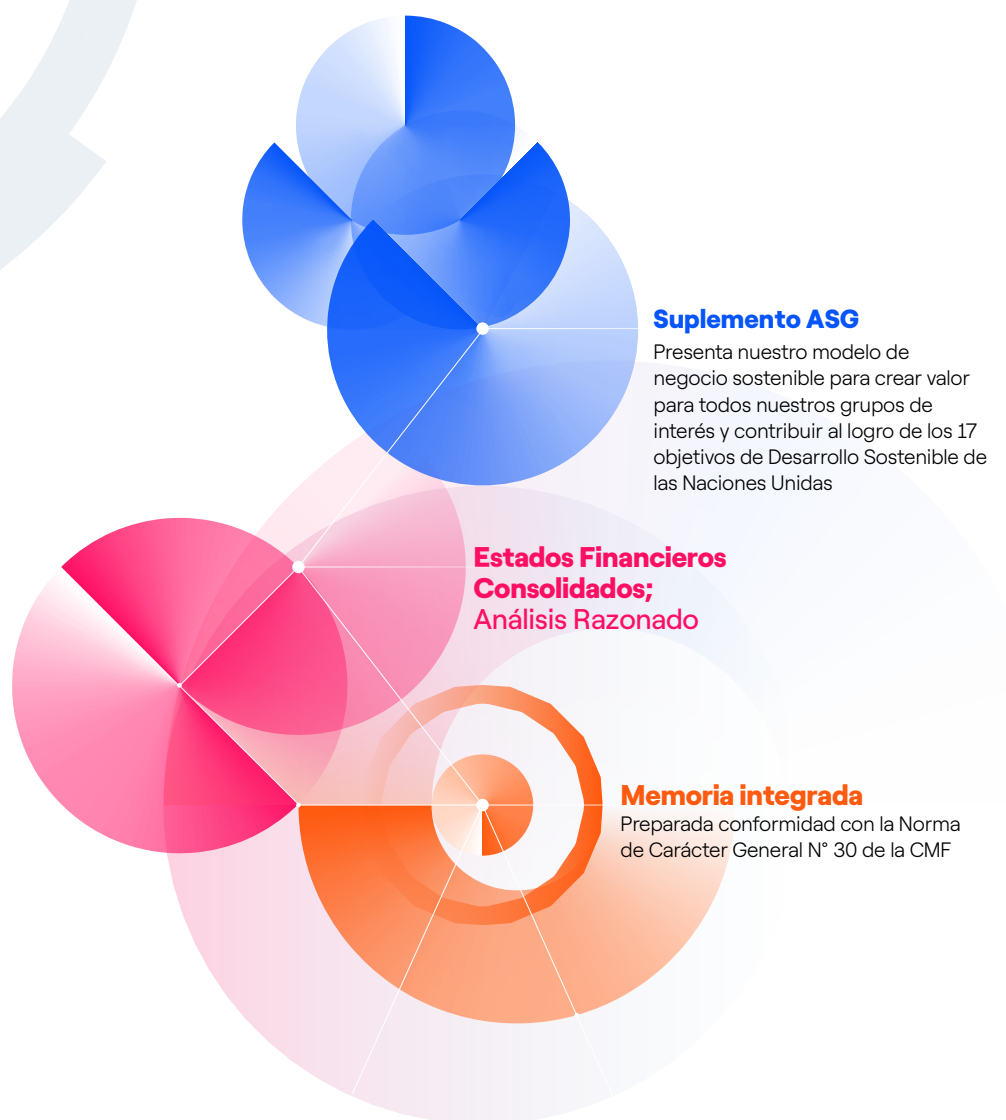 Suplemento ASG
Presenta nuestro modelo de
negocio sostenible para crear valor
para todos nuestros grupos de
interés y contribuir al logro de los 17
objetivos de Desarrollo Sostenible de
las Naciones Unidas
Estados Financieros
Consolidados;
Análisis Razonado
Memoria integrada
Preparada conformidad con la Norma
de Carácter General N° 30 de la CMF